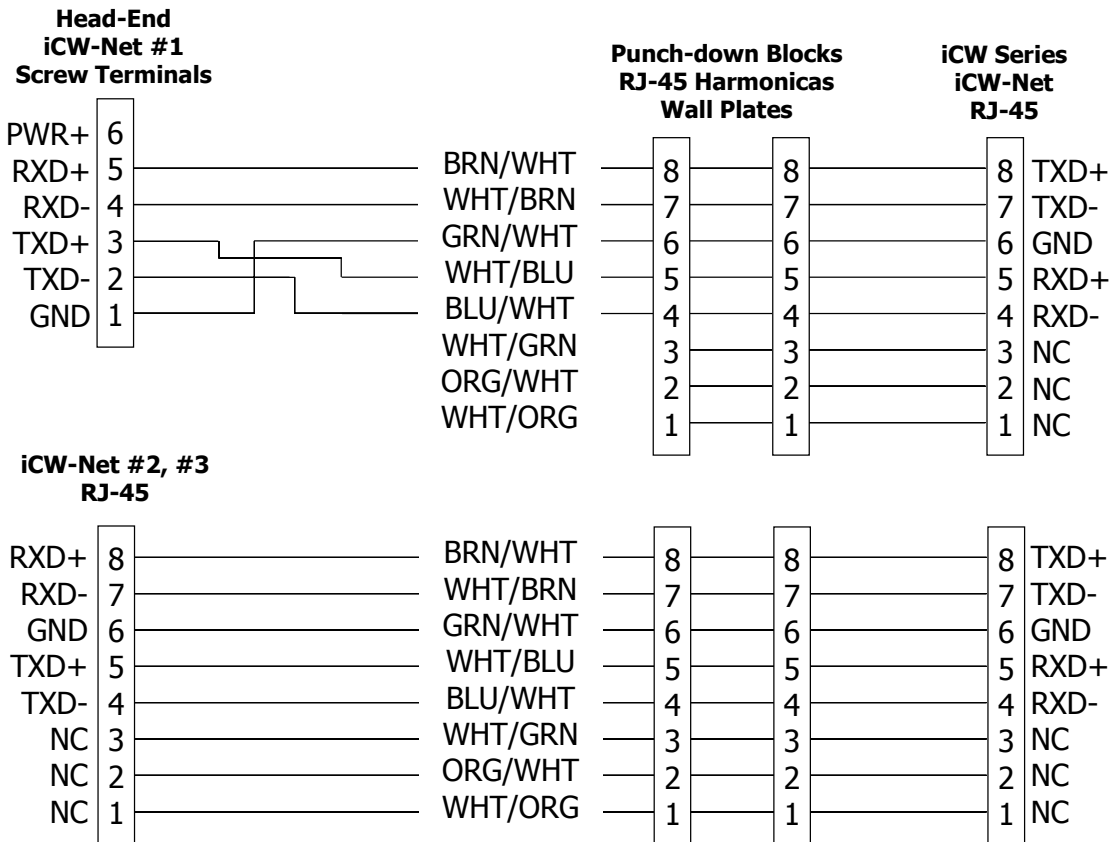 Head-End
iCW-Net #1
Screw Terminals
Punch-down Blocks
RJ-45 Harmonicas
Wall Plates
iCW Series
iCW-Net
RJ-45
PWR+ 6
RXD+ 5 BRN/WHT 8 8 8 TXD+
RXD- 4 WHT/BRN 7 7 7 TXD-
TXD+ 3 GRN/WHT 6 6 6 GND
TXD- 2 WHT/BLU 5 5 5 RXD+
GND 1 BLU/WHT 4 4 4 RXD-
WHT/GRN 3 3 3 NC
ORG/WHT 2 2 2 NC
WHT/ORG 1 1 1 NC
iCW-Net #2, #3
RJ-45
RXD+ 8 BRN/WHT 8 8 8 TXD+
RXD- 7 WHT/BRN 7 7 7 TXD-
GND 6 GRN/WHT 6 6 6 GND
TXD+ 5 WHT/BLU 5 5 5 RXD+
TXD- 4 BLU/WHT 4 4 4 RXD-
NC 3 WHT/GRN 3 3 3 NC
NC 2 ORG/WHT 2 2 2 NC
NC 1 WHT/ORG 1 1 1 NC